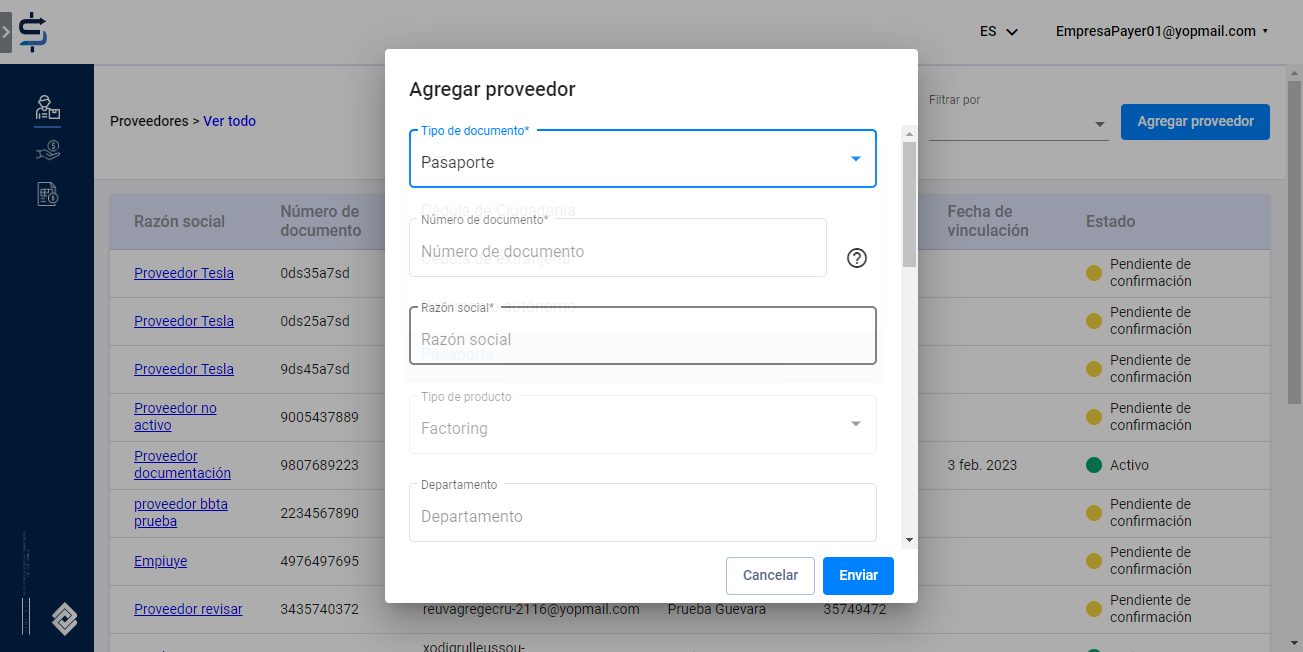 ES
EmpresaPayer01@yopmail.com
Proveedores > Ver todo
Filtrar por
Agregar proveedor
Razón social
Número de
documento
Fecha de
vinculación
Estado
Proveedor Tesla
0ds35a7sd
Pendiente de
confirmación
Proveedor Tesla
0ds25a7sd
Pendiente de
confirmación
Proveedor Tesla
9ds45a7sd
Pendiente de
confirmación
Proveedor no
activo
9005437889
Pendiente de
confirmación
Proveedor
documentación
9807689223
3 feb. 2023
Activo
proveedor bbta
prueba
2234567890
Pendiente de
confirmación
Empiuye
4976497695
Pendiente de
confirmación
Proveedor revisar
3435740372
reuvagregecru-2116@yopmail.com
Prueba Guevara
35749472
Pendiente de
confirmación
xodigrulleussou-
Agregar proveedor
Tipo de documento*
Pasaporte
Cédula de Ciudadanía
Número de documento*
Número de documento
Cédula de extranjería
autónomo
Razón social*
Razón social
Pasaporte
Tipo de producto
Factoring
Departamento
Departamento
Cancelar
Enviar